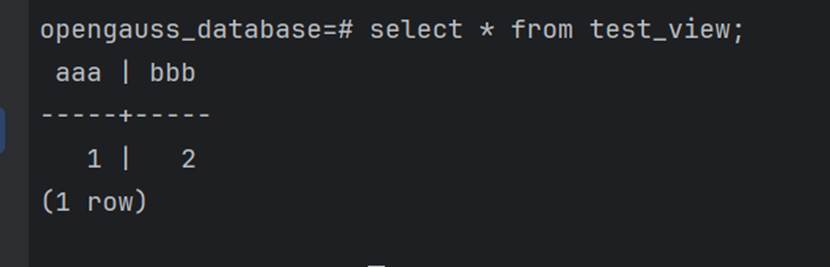 opengauss_database=# select * from test_view;
 aaa | bbb
-----+-----
   1 |   2
(1 row)